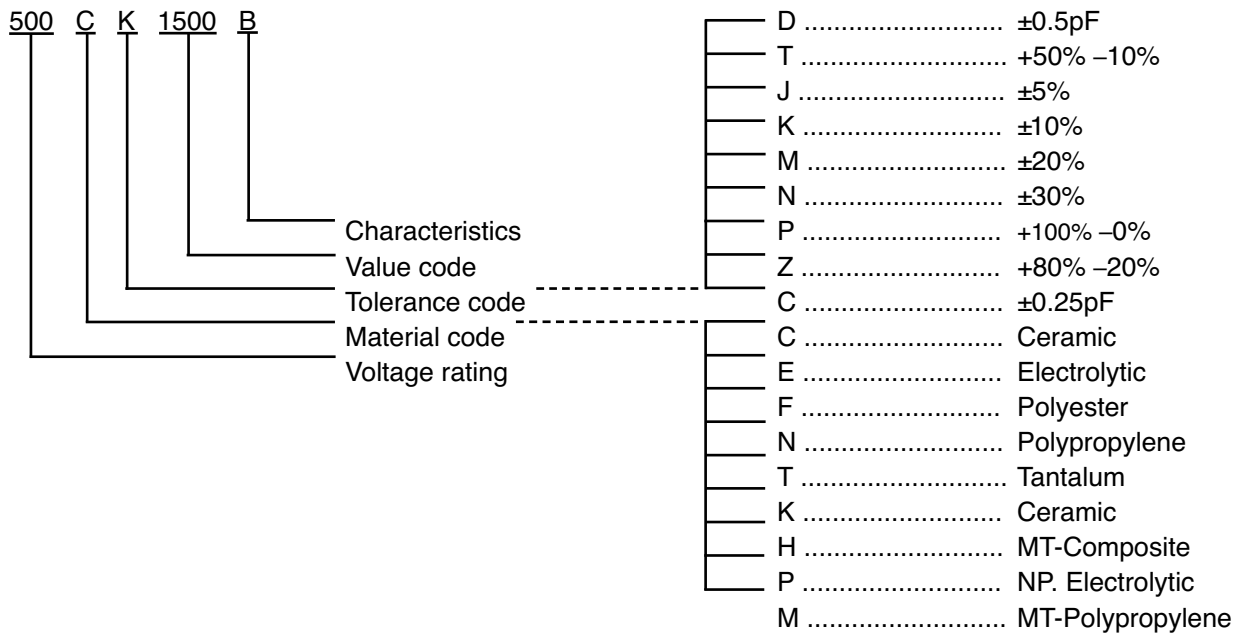 500 C K 1500 B
Characteristics
Value code
Tolerance code
Material code
Voltage rating
D ......................... ±0.5pF
T .......................... +50% −10%
J .......................... ±5%
K ......................... ±10%
M ......................... ±20%
N ......................... ±30%
P ......................... +100% −0%
Z ......................... +80% −20%
C ......................... ±0.25pF
C ......................... Ceramic
E ......................... Electrolytic
F ......................... Polyester
N ......................... Polypropylene
T .......................... Tantalum
K ......................... Ceramic
H ......................... MT-Composite
P ......................... NP. Electrolytic
M ......................... MT-Polypropylene